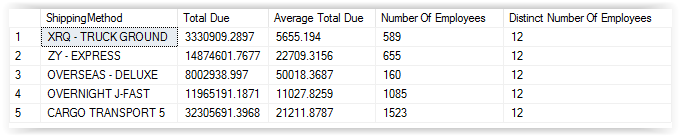 ShippingMethod Total Due Average Total Due Number Of Employees Distinct Number Of Employees
1 XRQ - TRUCK GROUND 3330909.2897 5655.194 589 12
2 ZY - EXPRESS 14874601.7677 22709.3156 655 12
3 OVERSEAS - DELUXE 8002938.997 50018.3687 160 12
4 OVERNIGHT J-FAST 11965191.1871 11027.8259 1085 12
5 CARGO TRANSPORT 5 32305691.3968 21211.8787 1523 12